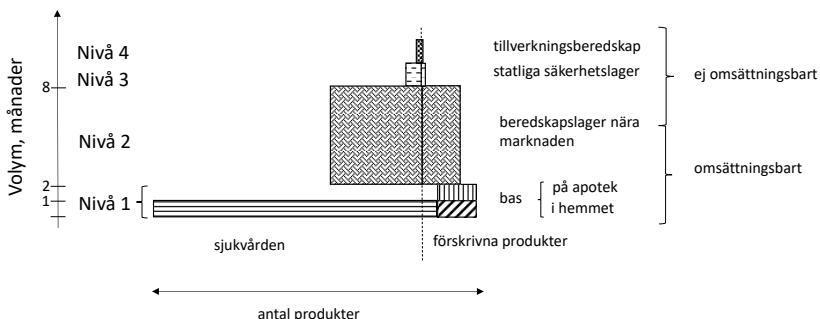 Volym, månader
Nivå 4
Nivå 3
8
Nivå 2
2
Nivå 1
1
tillverkningsberedskap
statliga säkerhetslager
ej omsättningsbart
beredskapslager nära
marknaden
omsättningsbart
bas
på apotek
i hemmet
sjukvården
förskrivna produkter
antal produkter